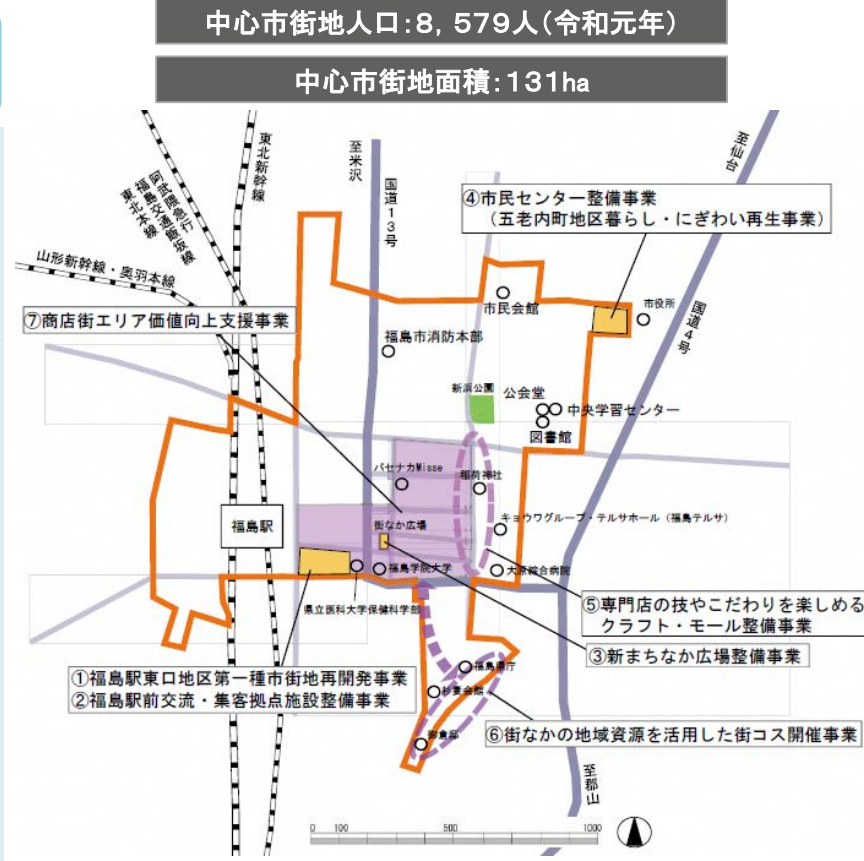 中心市街地人口:8,579人(令和元年)
中心市街地面積:131ha
東北新幹線
阿武隈急行
福島交通飯坂線
東北本線
山形新幹線・奥羽本線
至米沢
国道13号
至仙台
国道4号
④市民センター整備事業
(五老内町地区暮らし・にぎわい再生事業)
市民会館
市役所
⑦商店街エリア価値向上支援事業
福島市消防本部
新浜公園
公会堂
中央学習センター
図書館
パセナカMisse
稲荷神社
福島駅
街なか広場
キョウワグループ・テルサホール(福島テルサ)
福島学院大学
大原綜合病院
県立医科大学保健科学部
⑤専門店の技やこだわりを楽しめる
クラフト・モール整備事業
③新まちなか広場整備事業
①福島駅東口地区第一種市街地再開発事業
②福島駅前交流・集客拠点施設整備事業
福島県庁
杉妻会館
⑥街なかの地域資源を活用した街コス開催事業
御倉邸
至郡山
0 100 500 1000